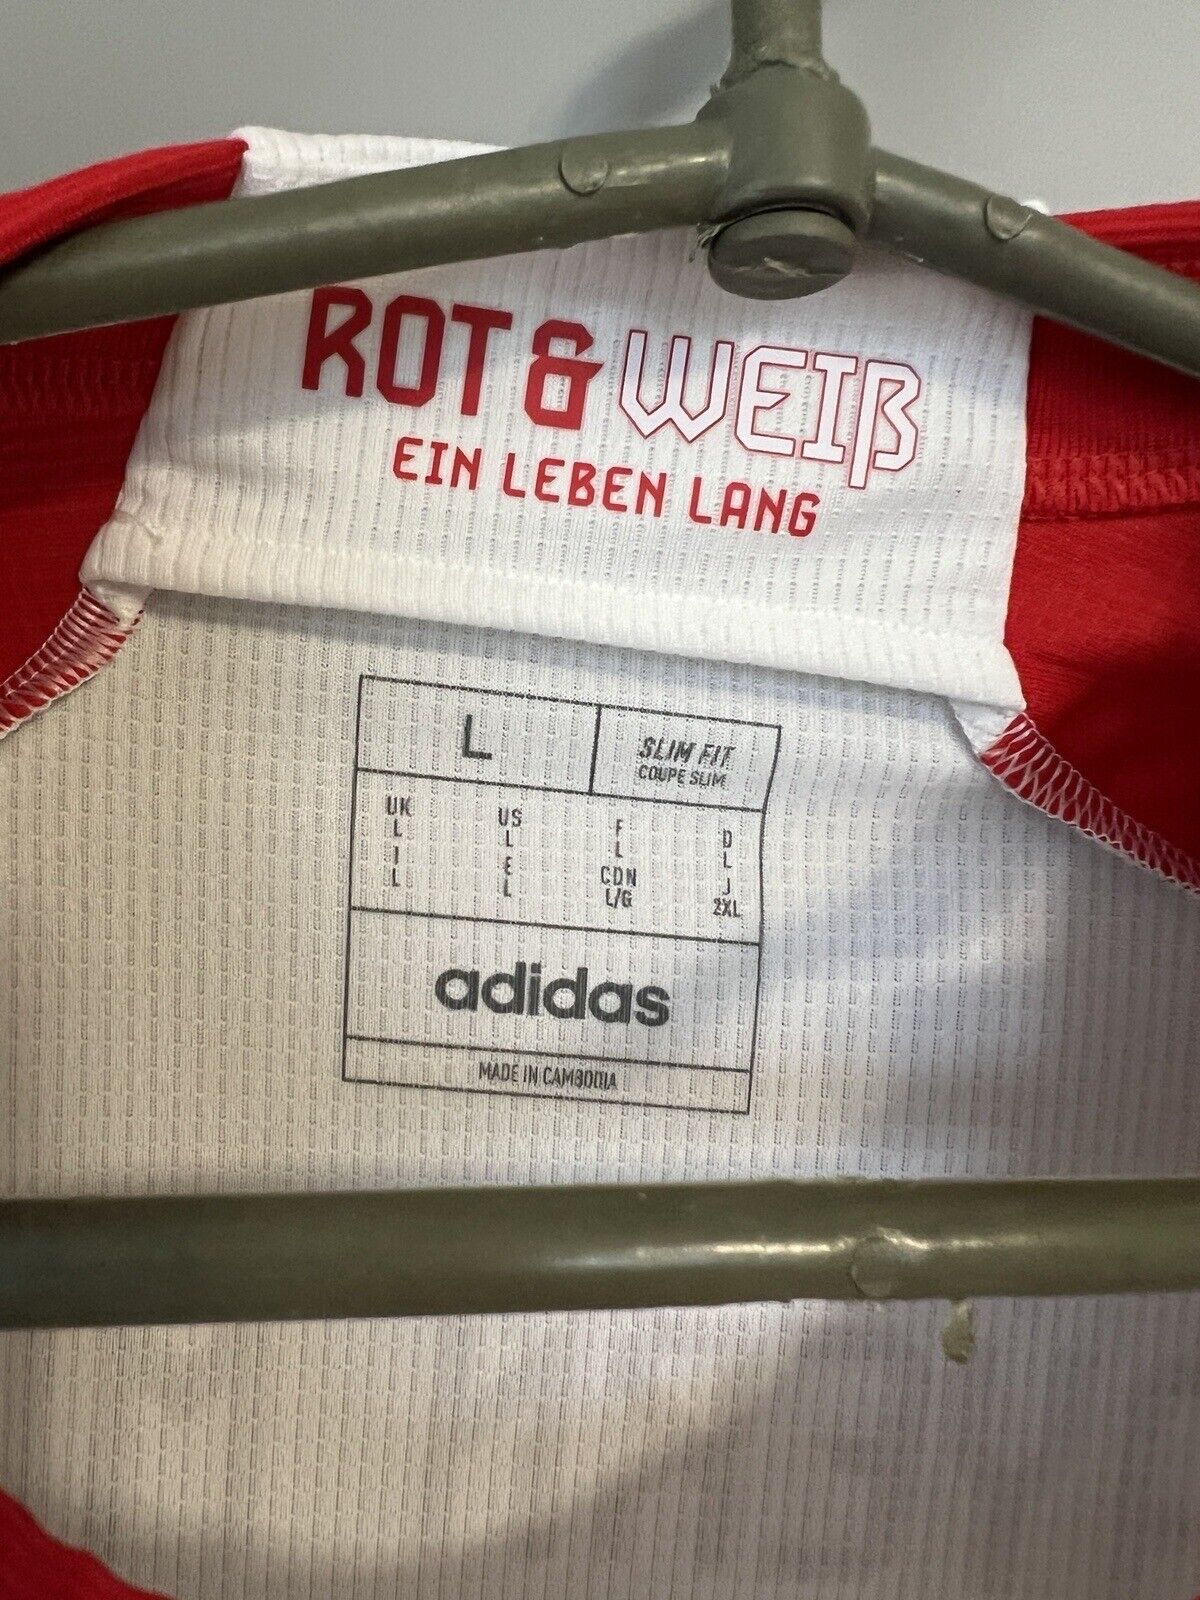 ROT & WEIß
EIN LEBEN LANG
L
SLIM FIT
COUPE SLIM
UK US F D
L L L L
I E CDN J
L L L/G 2XL
adidas
MADE IN CAMBODIA